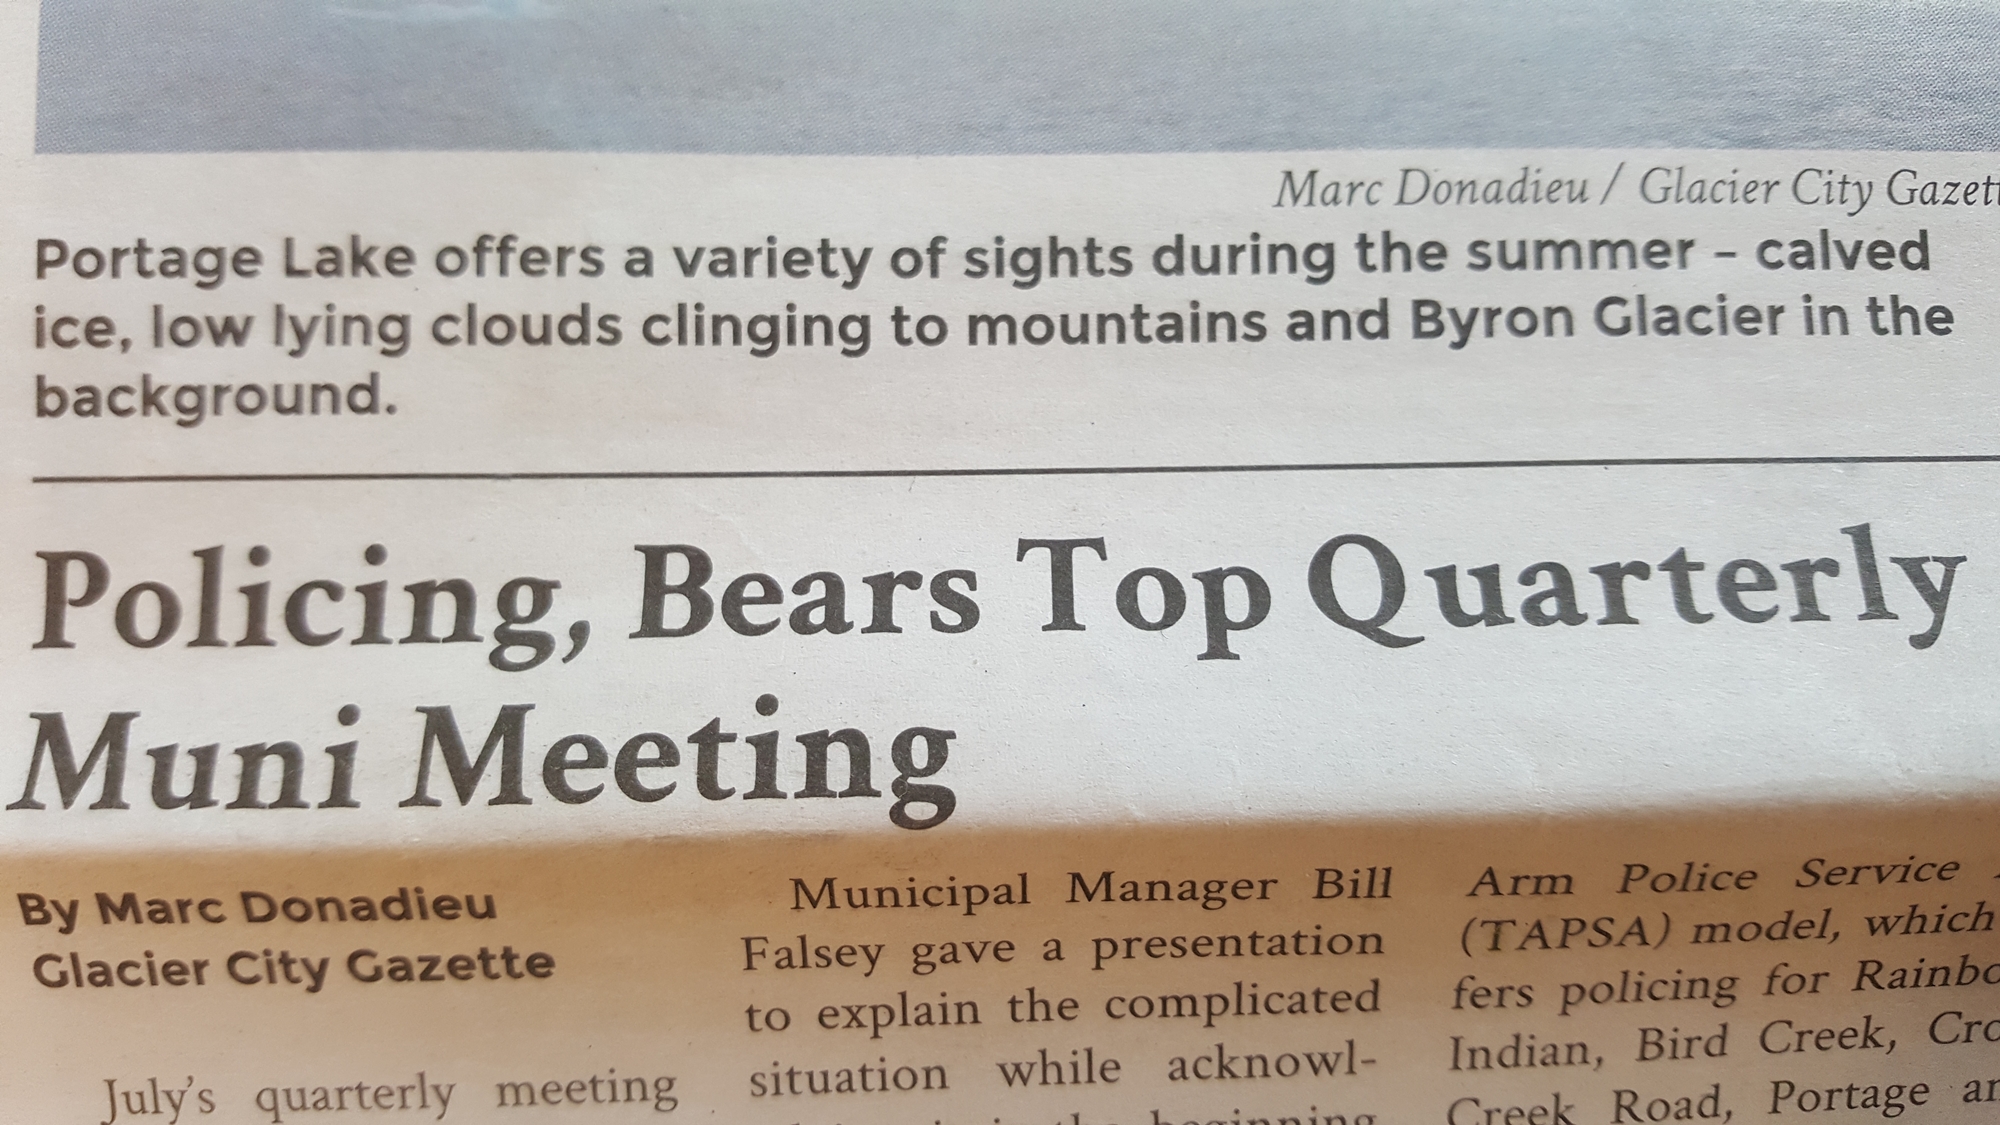 Marc Donadieu / Glacier City
Portage Lake offers a variety of sights during the summer – calved
ice, low lying clouds clinging to mountains and Byron Glacier in the
background.
Policing, Bears Top Quarterly
Muni Meeting
By Marc Donadieu
Glacier City Gazette
July's quarterly meeting
Municipal Manager Bill
Falsey gave a presentation
to explain the complicated
situation while acknowl-
the beginning
Arm Police Service
(TAPSA) model, which
fers policing for
Indian, Bird Creek,
Creek Road, Portage